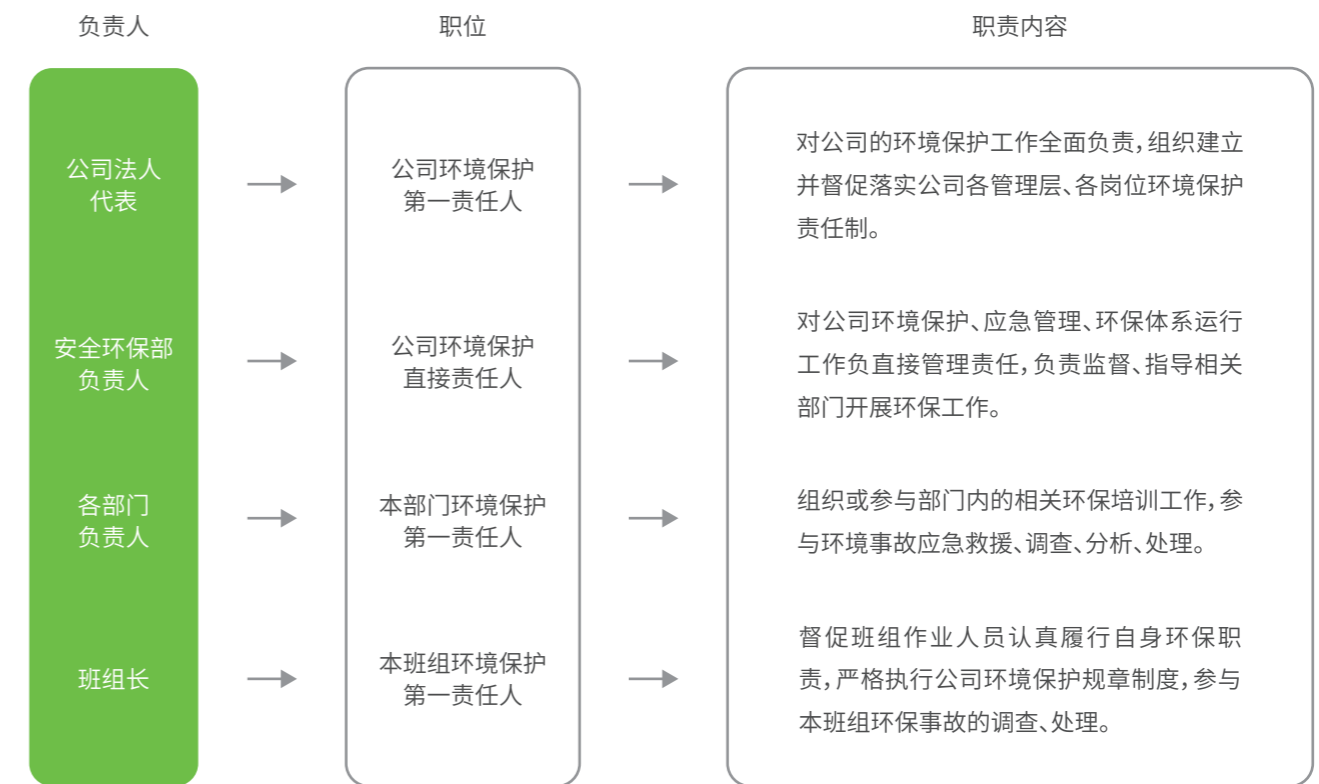 负责人
职位
职责内容
公司法人
代表
公司环境保护
第一责任人
对公司的环境保护工作全面负责，组织建立
并督促落实公司各管理层、各岗位环境保护
责任制。
安全环保部
负责人
公司环境保护
直接责任人
对公司环境保护、应急管理、环保体系运行
工作负直接管理责任，负责监督、指导相关
部门开展环保工作。
各部门
负责人
本部门环境保护
第一责任人
组织或参与部门内的相关环保培训工作，参
与环境事故应急救援、调查、分析、处理。
班组长
本班组环境保护
第一责任人
督促班组作业人员认真履行自身环保职
责，严格执行公司环境保护规章制度，参与
本班组环保事故的调查、处理。